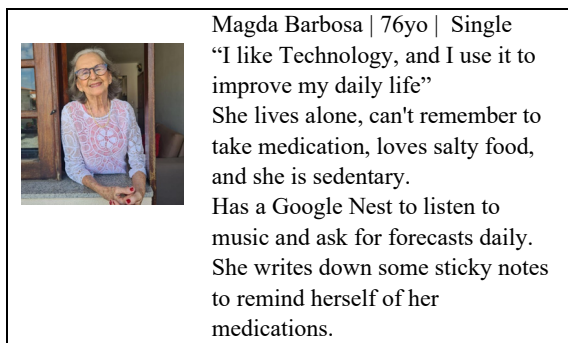 Magda Barbosa | 76yo |  Single
“I like Technology, and I use it to
improve my daily life”
She lives alone, can't remember to
take medication, loves salty food,
and she is sedentary.
Has a Google Nest to listen to
music and ask for forecasts daily.
She writes down some sticky notes
to remind herself of her
medications.